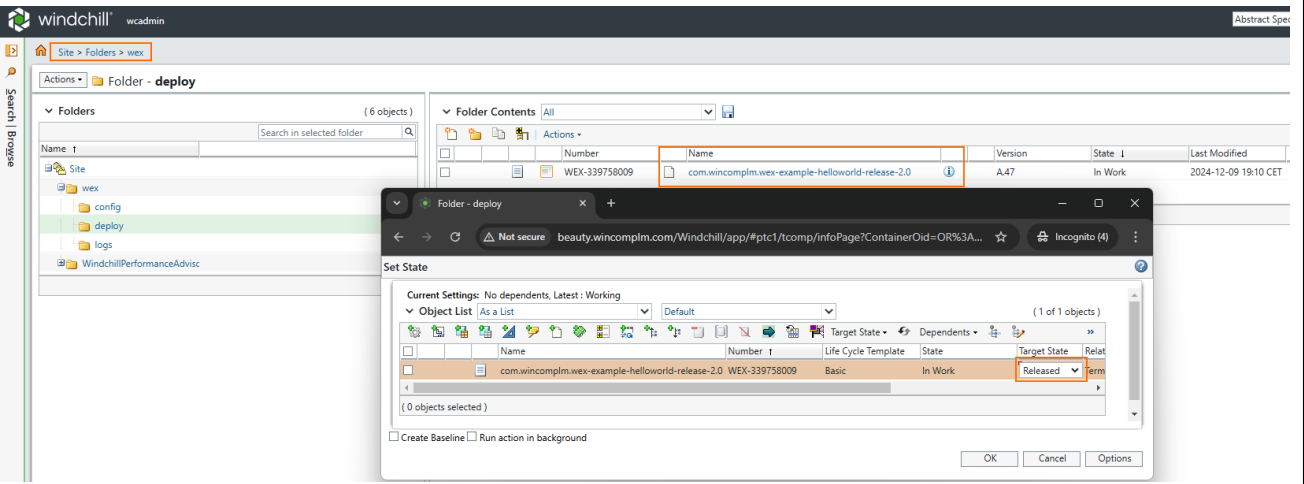 windchill® wcadmin
Abstract Spec
Site > Folders > wex
Actions Folder - deploy
Search | Browse
Folders (6 objects)
Search in selected folder
Name
Site
wex
config
deploy
logs
WindchillPerformanceAdvisc
Folder Contents All
Actions
Number Name Version State Last Modified
WEX-339758009 com.wincomplm.wex-example-helloworld-release-2.0 A.47 In Work 2024-12-09 19:10 CET
Folder - deploy
Not secure beauty.wincomplm.com/Windchill/app/#ptc1/tcomp/infoPage?ContainerOid=OR%3A... Incognito (4)
Set State
Current Settings: No dependents, Latest : Working
Object List As a List Default (1 of 1 objects)
Target State Dependents »
Name Number Life Cycle Template State Target State Relat
com.wincomplm.wex-example-helloworld-release-2.0 WEX-339758009 Basic In Work Released Term
(0 objects selected)
Create Baseline Run action in background
OK Cancel Options